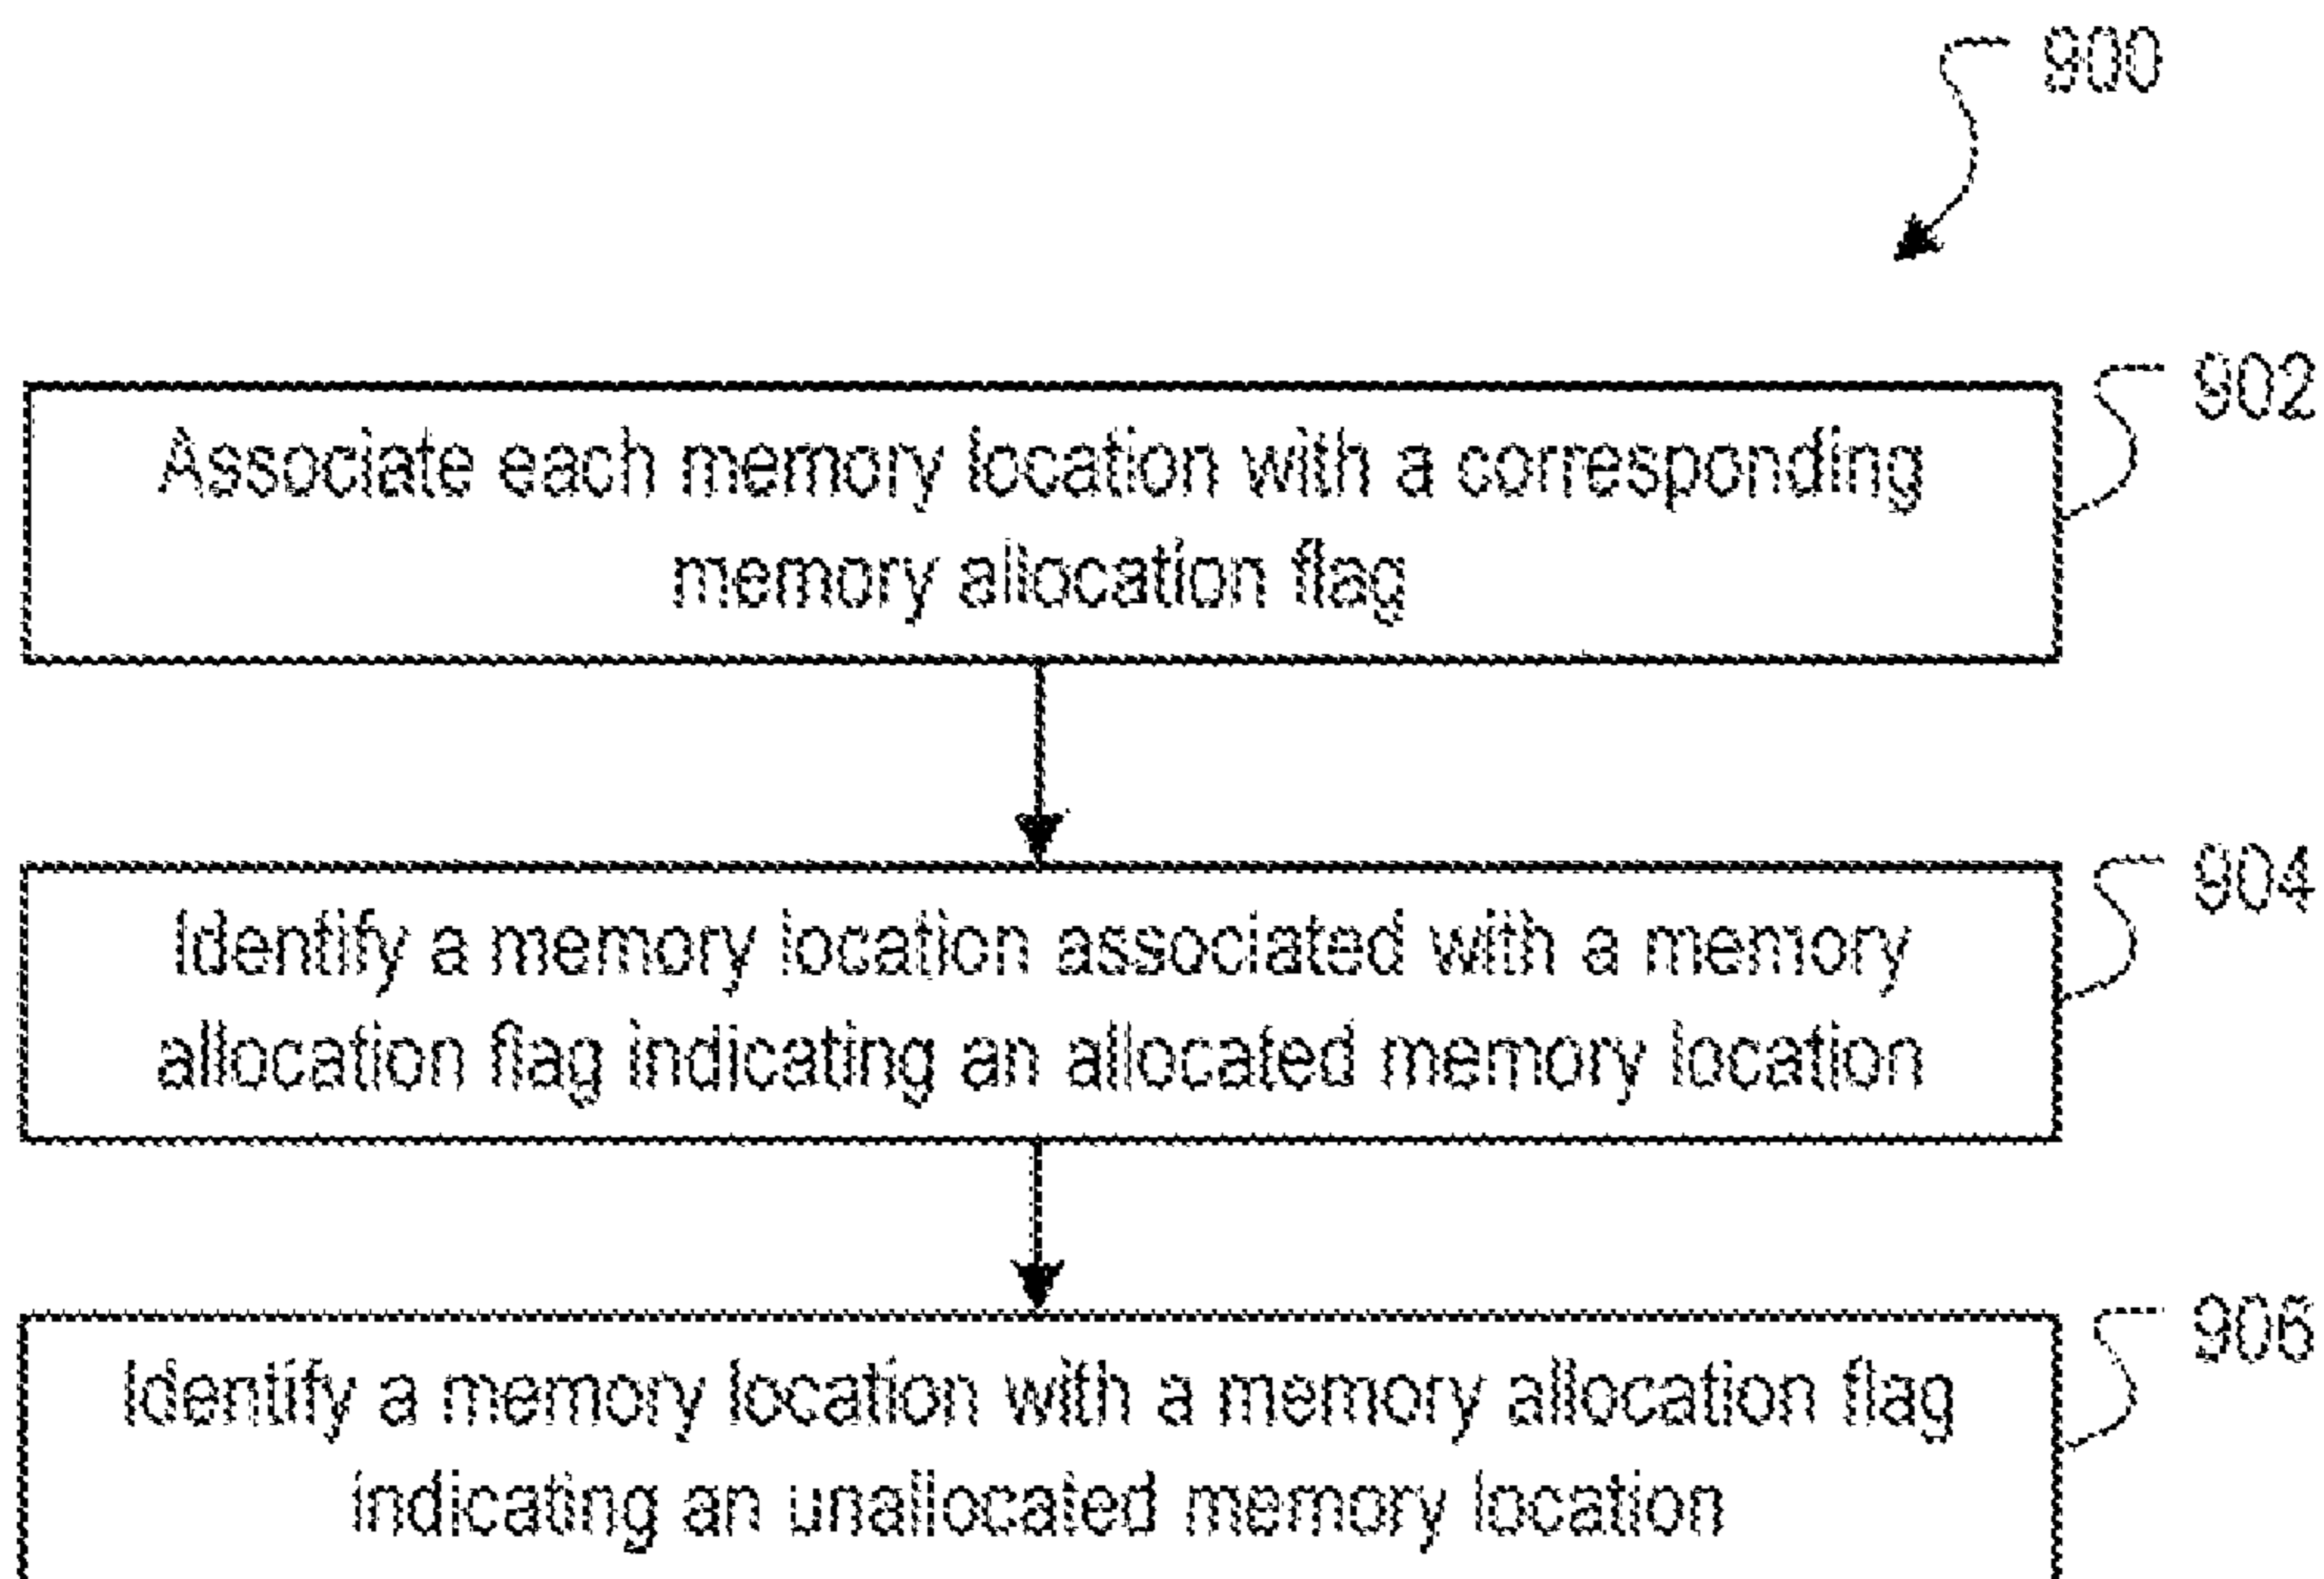 900
902
Associate each memory location with a corresponding
memory allocation flag
904
Identify a memory location associated with a memory
allocation flag indicating an allocated memory location
906
Identify a memory location with a memory allocation flag
indicating an unallocated memory location